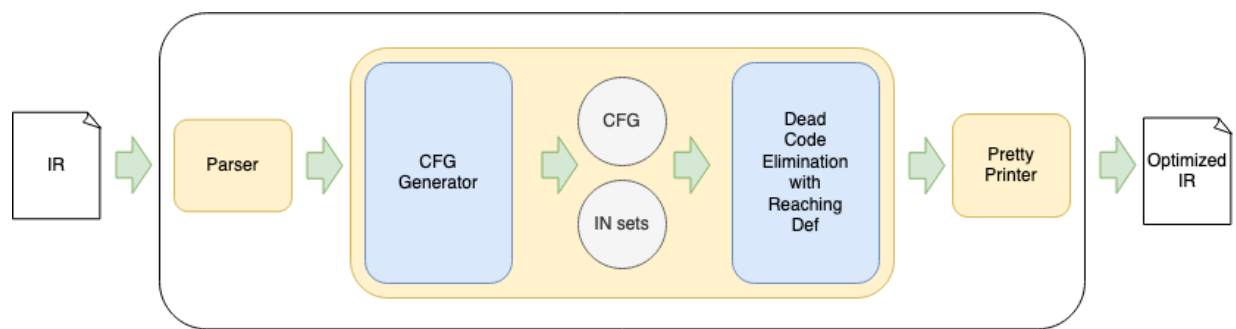 IR
Parser
CFG
Generator
CFG
IN sets
Dead
Code
Elimination
with
Reaching
Def
Pretty
Printer
Optimized
IR